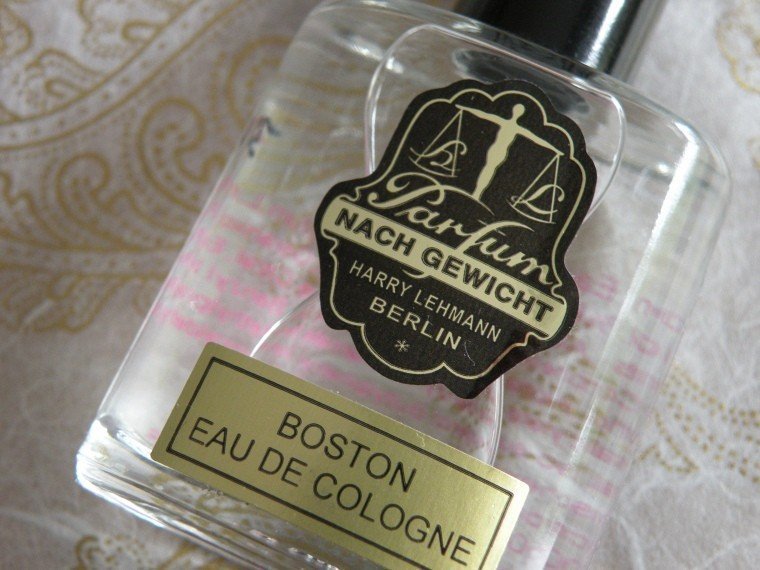 Parfum
NACH GEWICHT
HARRY LEHMANN
BERLIN
*
BOSTON
EAU DE COLOGNE